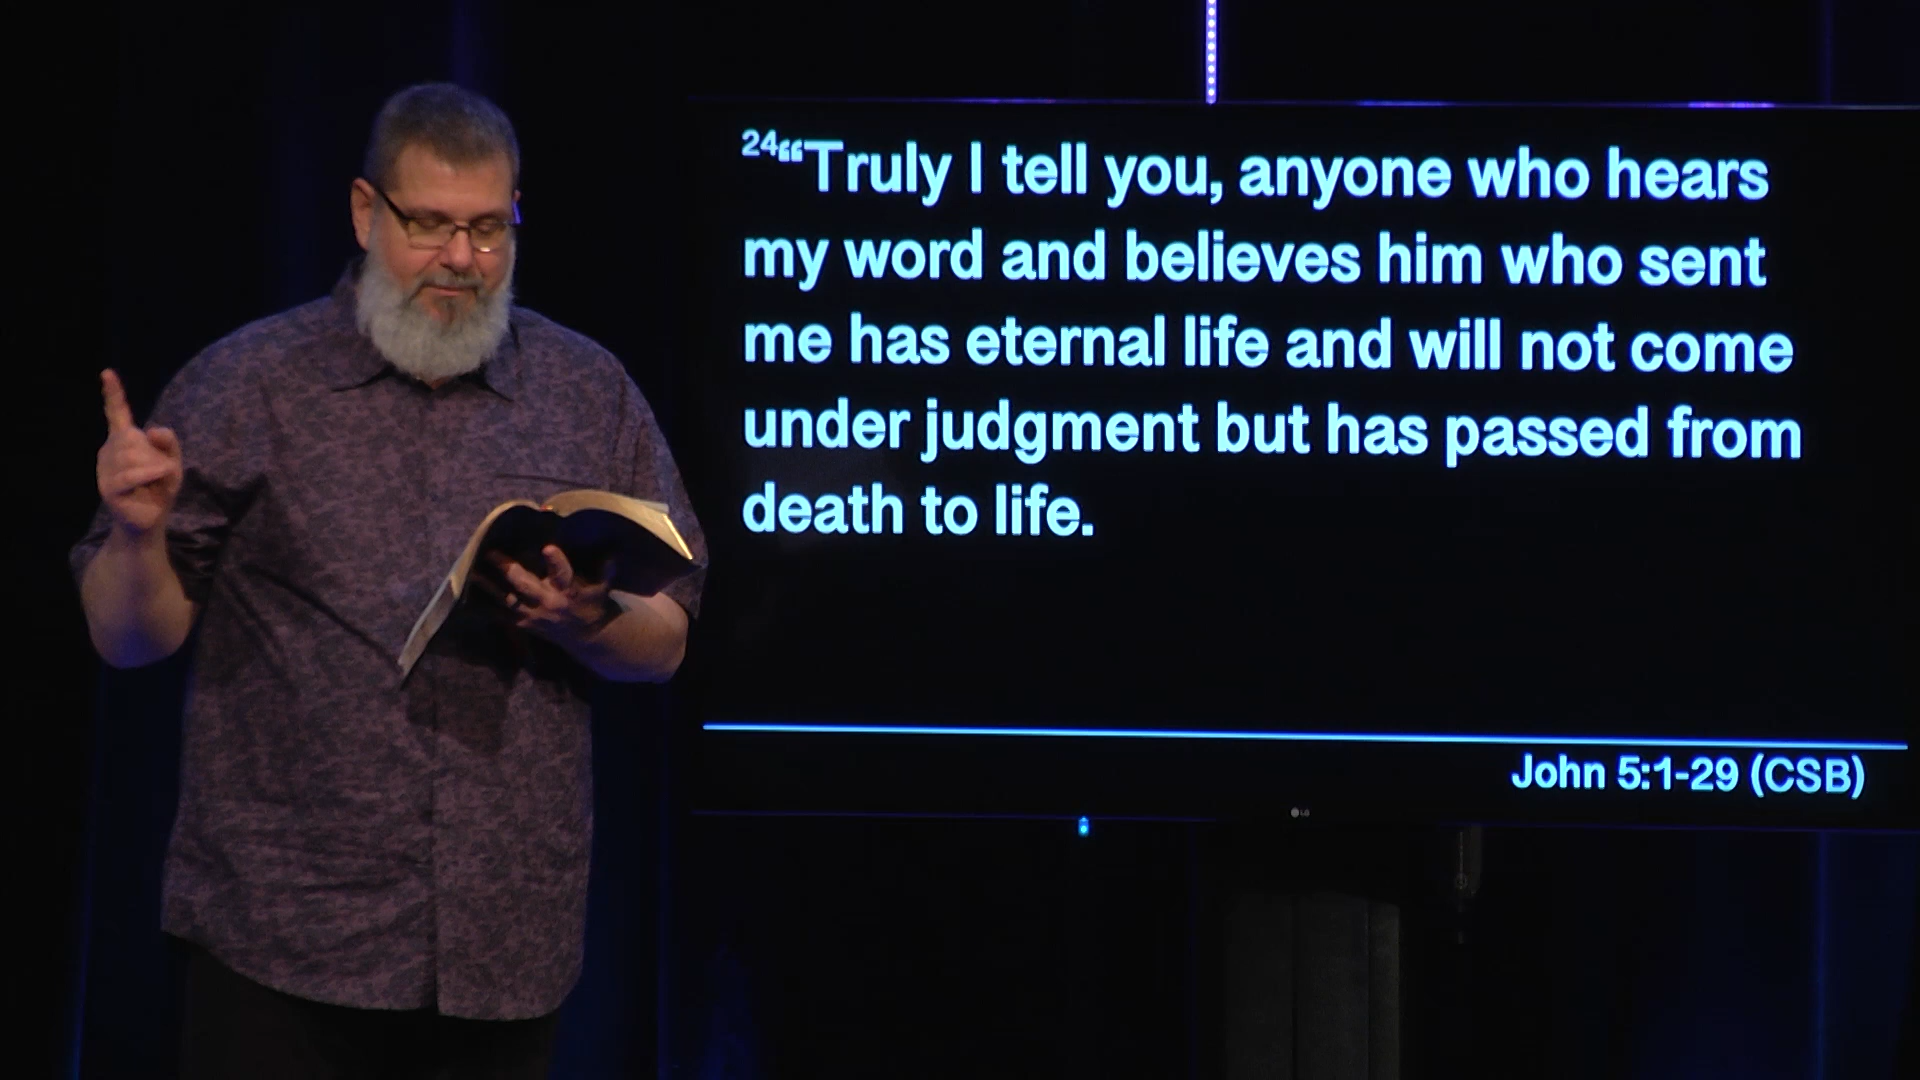 24“Truly I tell you, anyone who hears
my word and believes him who sent
me has eternal life and will not come
under judgment but has passed from
death to life.
John 5:1-29 (CSB)
LG